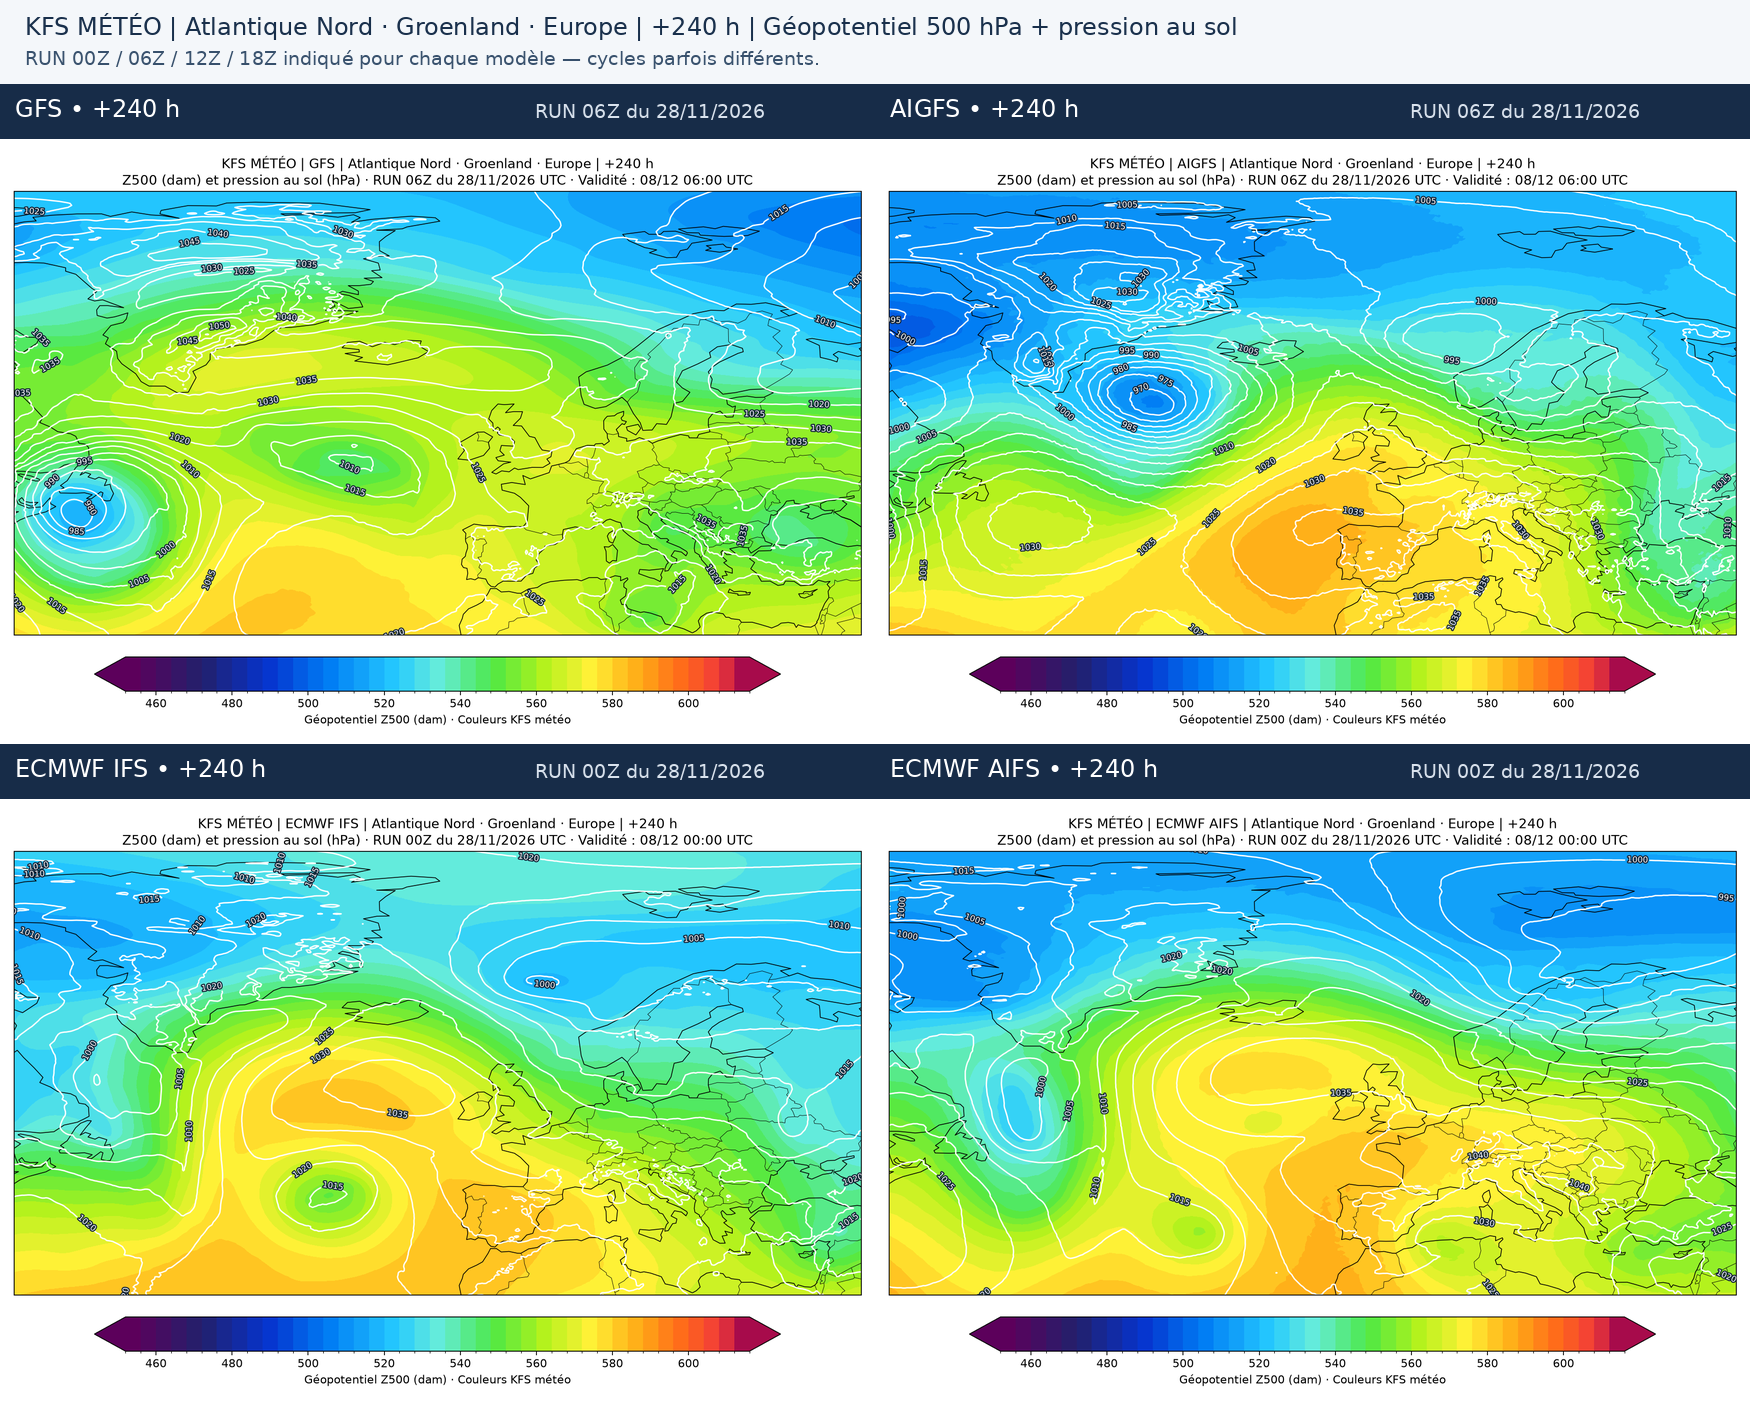 KFS MÉTÉO | Atlantique Nord · Groenland · Europe | +240 h | Géopotentiel 500 hPa + pression au sol
RUN 00Z / 06Z / 12Z / 18Z indiqué pour chaque modèle — cycles parfois différents.
GFS • +240 h
RUN 06Z du 28/11/2026
AIGFS • +240 h
RUN 06Z du 28/11/2026
KFS MÉTÉO | GFS | Atlantique Nord · Groenland · Europe | +240 h
Z500 (dam) et pression au sol (hPa) · RUN 06Z du 28/11/2026 UTC · Validité : 08/12 06:00 UTC
KFS MÉTÉO | AIGFS | Atlantique Nord · Groenland · Europe | +240 h
Z500 (dam) et pression au sol (hPa) · RUN 06Z du 28/11/2026 UTC · Validité : 08/12 06:00 UTC
460 480 500 520 540 560 580 600
Géopotentiel Z500 (dam) · Couleurs KFS météo
460 480 500 520 540 560 580 600
Géopotentiel Z500 (dam) · Couleurs KFS météo
ECMWF IFS • +240 h
RUN 00Z du 28/11/2026
ECMWF AIFS • +240 h
RUN 00Z du 28/11/2026
KFS MÉTÉO | ECMWF IFS | Atlantique Nord · Groenland · Europe | +240 h
Z500 (dam) et pression au sol (hPa) · RUN 00Z du 28/11/2026 UTC · Validité : 08/12 00:00 UTC
KFS MÉTÉO | ECMWF AIFS | Atlantique Nord · Groenland · Europe | +240 h
Z500 (dam) et pression au sol (hPa) · RUN 00Z du 28/11/2026 UTC · Validité : 08/12 00:00 UTC
460 480 500 520 540 560 580 600
Géopotentiel Z500 (dam) · Couleurs KFS météo
460 480 500 520 540 560 580 600
Géopotentiel Z500 (dam) · Couleurs KFS météo